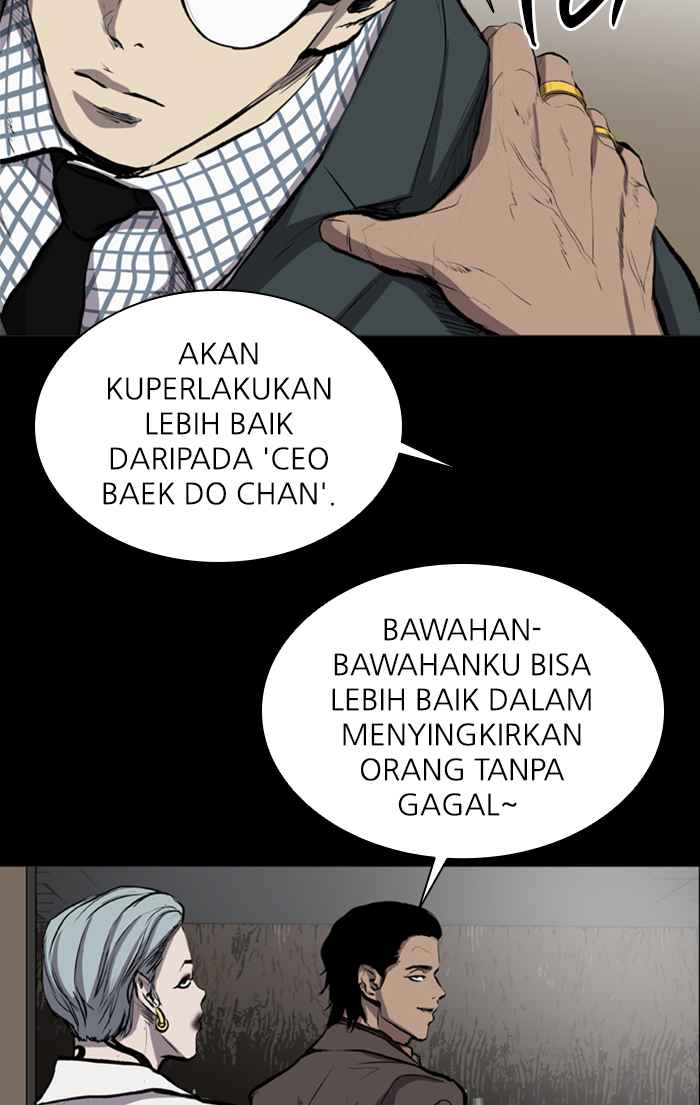 AKAN
KUPERLAKUKAN
LEBIH BAIK
DARIPADA 'CEO
BAEK DO CHAN'.
BAWAHAN-
BAWAHANKU BISA
LEBIH BAIK DALAM
MENYINGKIRKAN
ORANG TANPA
GAGAL~